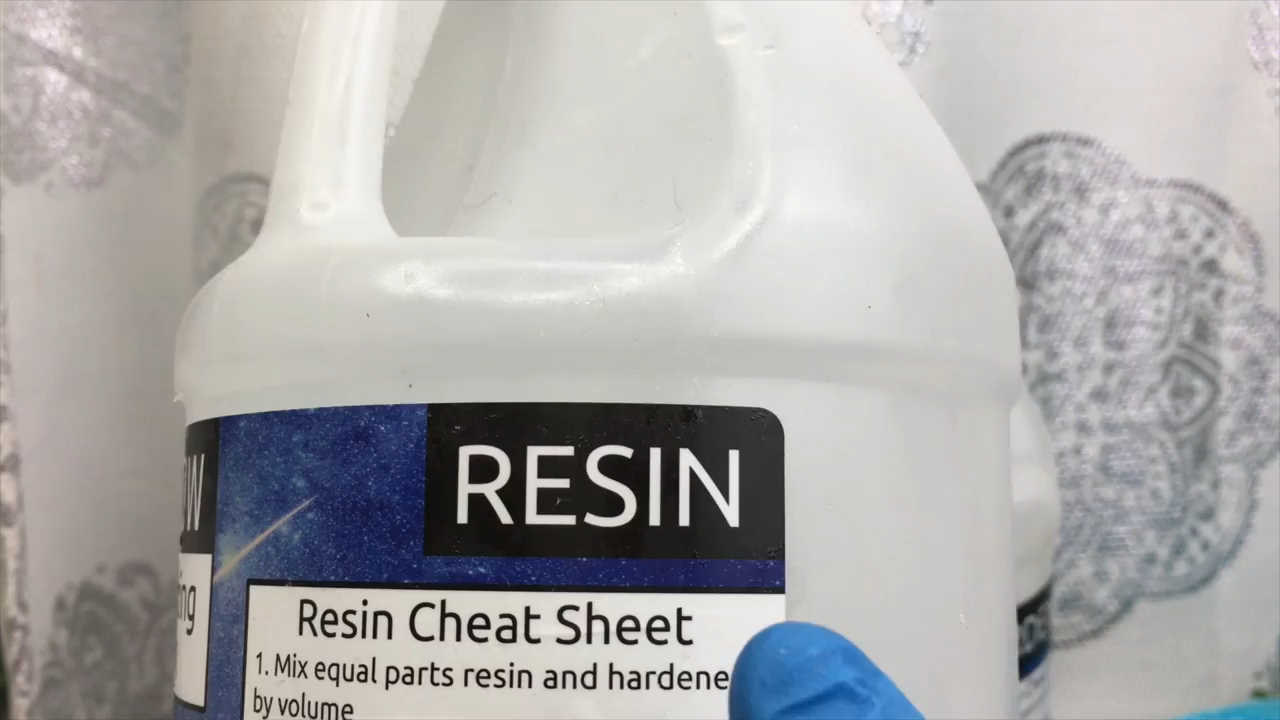 RESIN
Resin Cheat Sheet
1. Mix equal parts resin and hardene
by volume